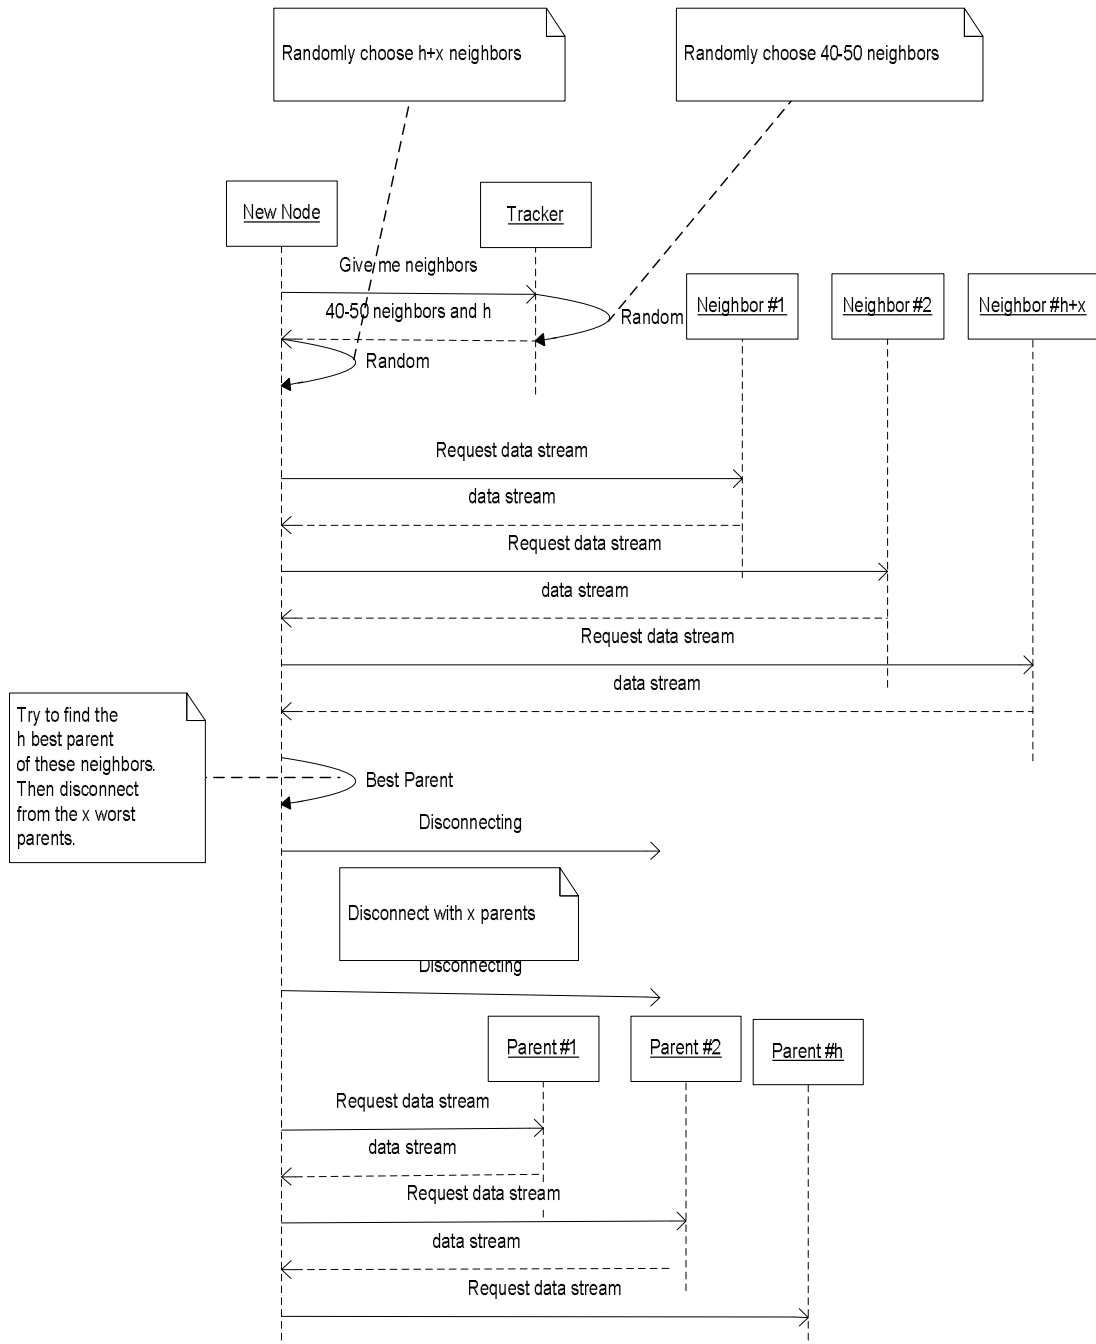 Randomly choose h+x neighbors
Randomly choose 40-50 neighbors
New Node
Tracker
Give me neighbors
40-50 neighbors and h
Random
Neighbor #1
Neighbor #2
Neighbor #h+x
Random
Request data stream
data stream
Request data stream
data stream
Request data stream
data stream
Try to find the
h best parent
of these neighbors.
Then disconnect
from the x worst
parents.
Best Parent
Disconnecting
Disconnect with x parents
Disconnecting
Parent #1
Parent #2
Parent #h
Request data stream
data stream
Request data stream
data stream
Request data stream